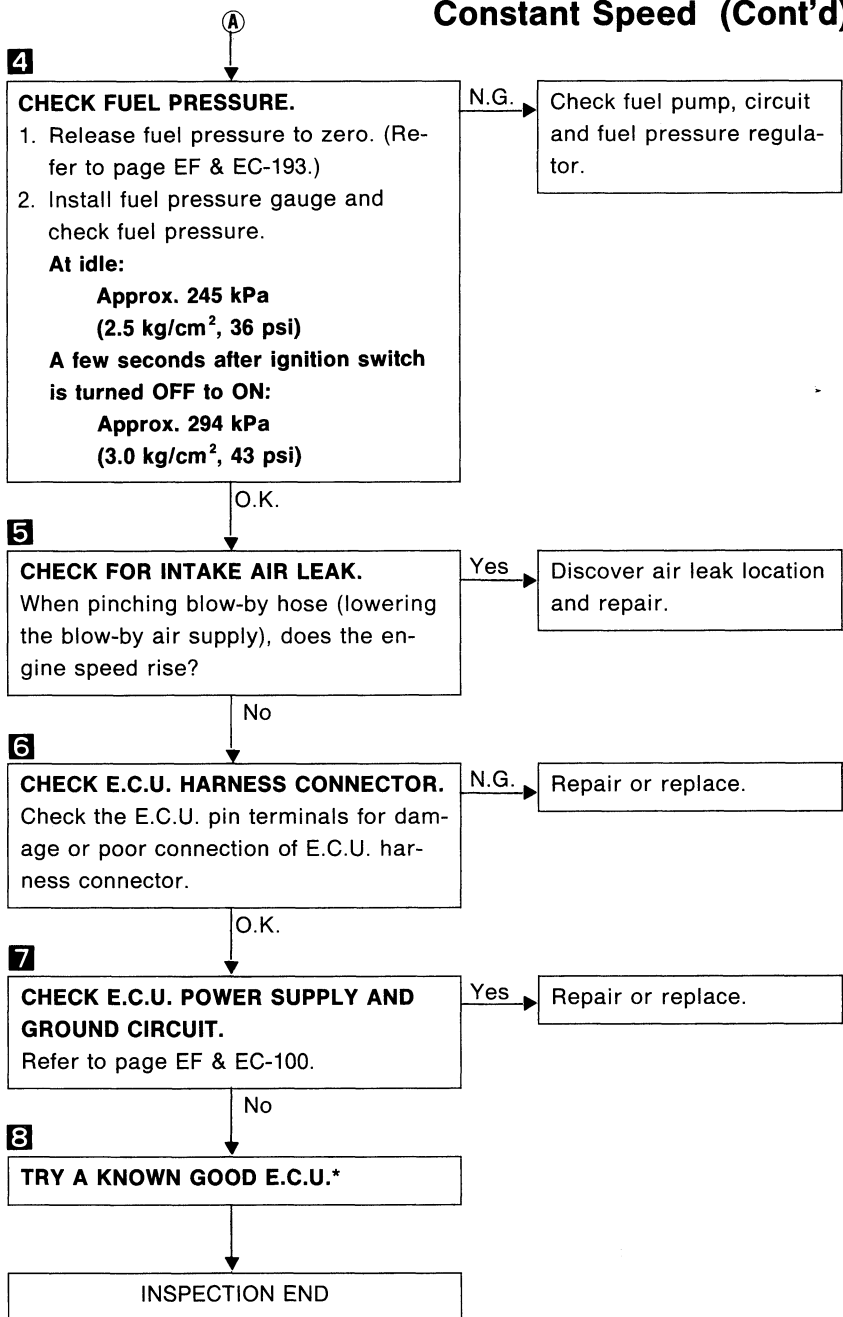 Constant Speed (Cont'd)
A
4
CHECK FUEL PRESSURE.
1. Release fuel pressure to zero. (Re-
fer to page EF & EC-193.)
2. Install fuel pressure gauge and
check fuel pressure.
At idle:
Approx. 245 kPa
(2.5 kg/cm², 36 psi)
A few seconds after ignition switch
is turned OFF to ON:
Approx. 294 kPa
(3.0 kg/cm², 43 psi)
N.G.
Check fuel pump, circuit
and fuel pressure regula-
tor.
O.K.
5
CHECK FOR INTAKE AIR LEAK.
When pinching blow-by hose (lowering
the blow-by air supply), does the en-
gine speed rise?
Yes
Discover air leak location
and repair.
No
6
CHECK E.C.U. HARNESS CONNECTOR.
Check the E.C.U. pin terminals for dam-
age or poor connection of E.C.U. har-
ness connector.
N.G.
Repair or replace.
O.K.
7
CHECK E.C.U. POWER SUPPLY AND
GROUND CIRCUIT.
Refer to page EF & EC-100.
Yes
Repair or replace.
No
8
TRY A KNOWN GOOD E.C.U.*
INSPECTION END